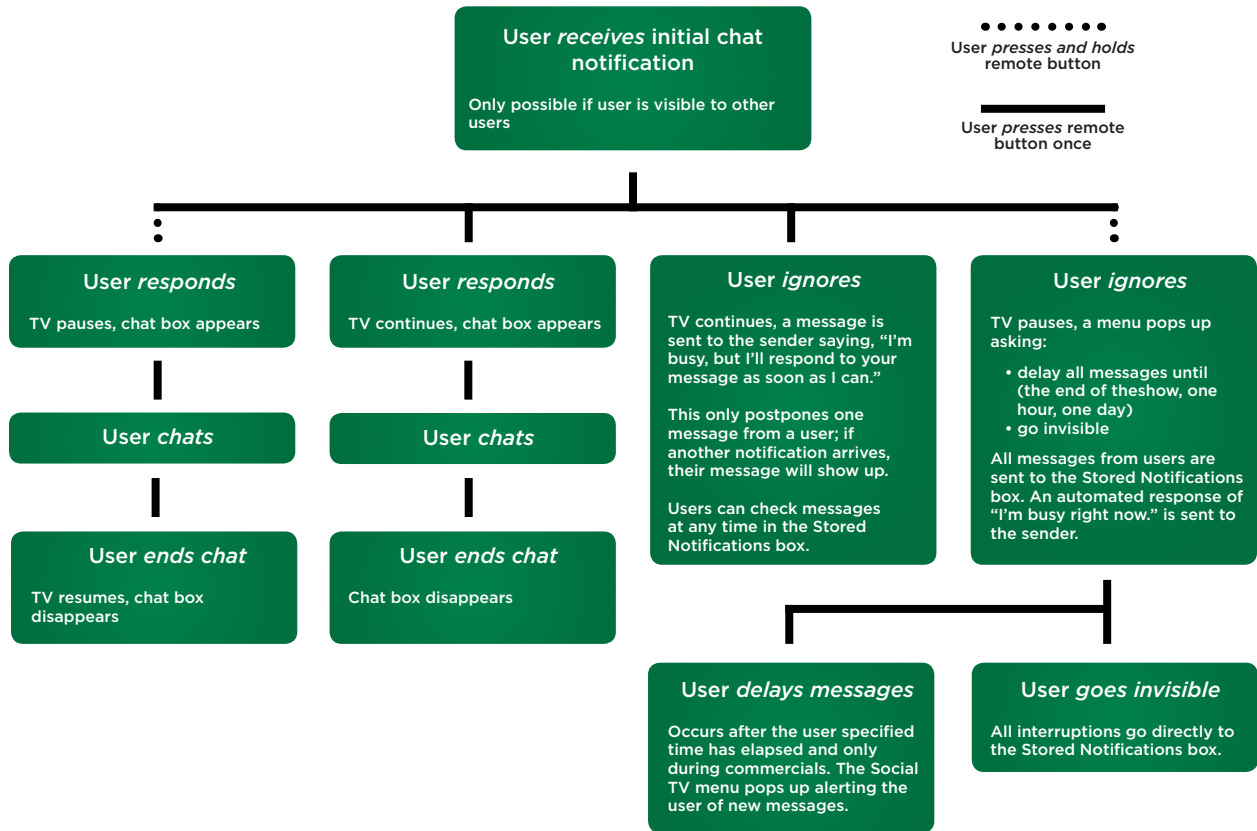 User receives initial chat
notification
Only possible if user is visible to other
users
User presses and holds
remote button
User presses remote
button once
User responds
TV pauses, chat box appears
User chats
User ends chat
TV resumes, chat box
disappears
User responds
TV continues, chat box appears
User chats
User ends chat
Chat box disappears
User ignores
TV continues, a message is
sent to the sender saying, “I’m
busy, but I’ll respond to your
message as soon as I can.”
This only postpones one
message from a user; if
another notification arrives,
their message will show up.
Users can check messages
at any time in the Stored
Notifications box.
User ignores
TV pauses, a menu pops up
asking:
• delay all messages until
(the end of theshow, one
hour, one day)
• go invisible
All messages from users are
sent to the Stored Notifications
box. An automated response of
“I’m busy right now.” is sent to
the sender.
User delays messages
Occurs after the user specified
time has elapsed and only
during commercials. The Social
TV menu pops up alerting the
user of new messages.
User goes invisible
All interruptions go directly to
the Stored Notifications box.